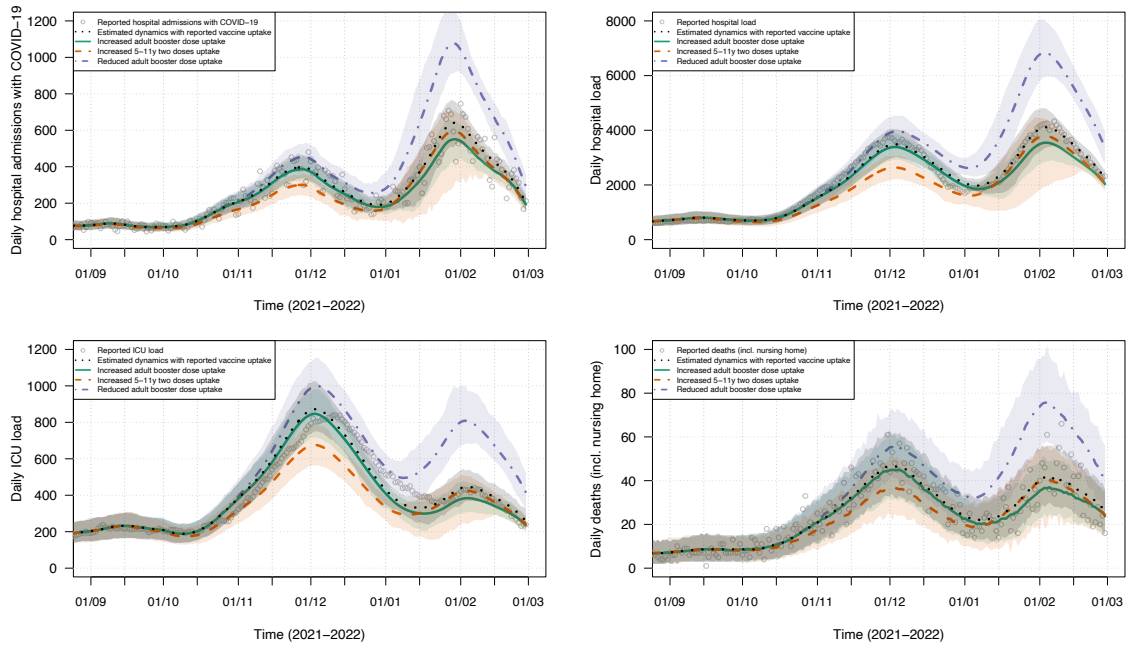 Daily hospital admissions with COVID−19
1200
1000
800
600
400
200
0
Reported hospital admissions with COVID−19
Estimated dynamics with reported vaccine uptake
Increased adult booster dose uptake
Increased 5−11y two doses uptake
Reduced adult booster dose uptake
01/09 01/10 01/11 01/12 01/01 01/02 01/03
Time (2021−2022)
Daily hospital load
8000
6000
4000
2000
0
Reported hospital load
Estimated dynamics with reported vaccine uptake
Increased adult booster dose uptake
Increased 5−11y two doses uptake
Reduced adult booster dose uptake
01/09 01/10 01/11 01/12 01/01 01/02 01/03
Time (2021−2022)
Daily ICU load
1200
1000
800
600
400
200
0
Reported ICU load
Estimated dynamics with reported vaccine uptake
Increased adult booster dose uptake
Increased 5−11y two doses uptake
Reduced adult booster dose uptake
01/09 01/10 01/11 01/12 01/01 01/02 01/03
Time (2021−2022)
Daily deaths (incl. nursing home)
100
80
60
40
20
0
Reported deaths (incl. nursing home)
Estimated dynamics with reported vaccine uptake
Increased adult booster dose uptake
Increased 5−11y two doses uptake
Reduced adult booster dose uptake
01/09 01/10 01/11 01/12 01/01 01/02 01/03
Time (2021−2022)